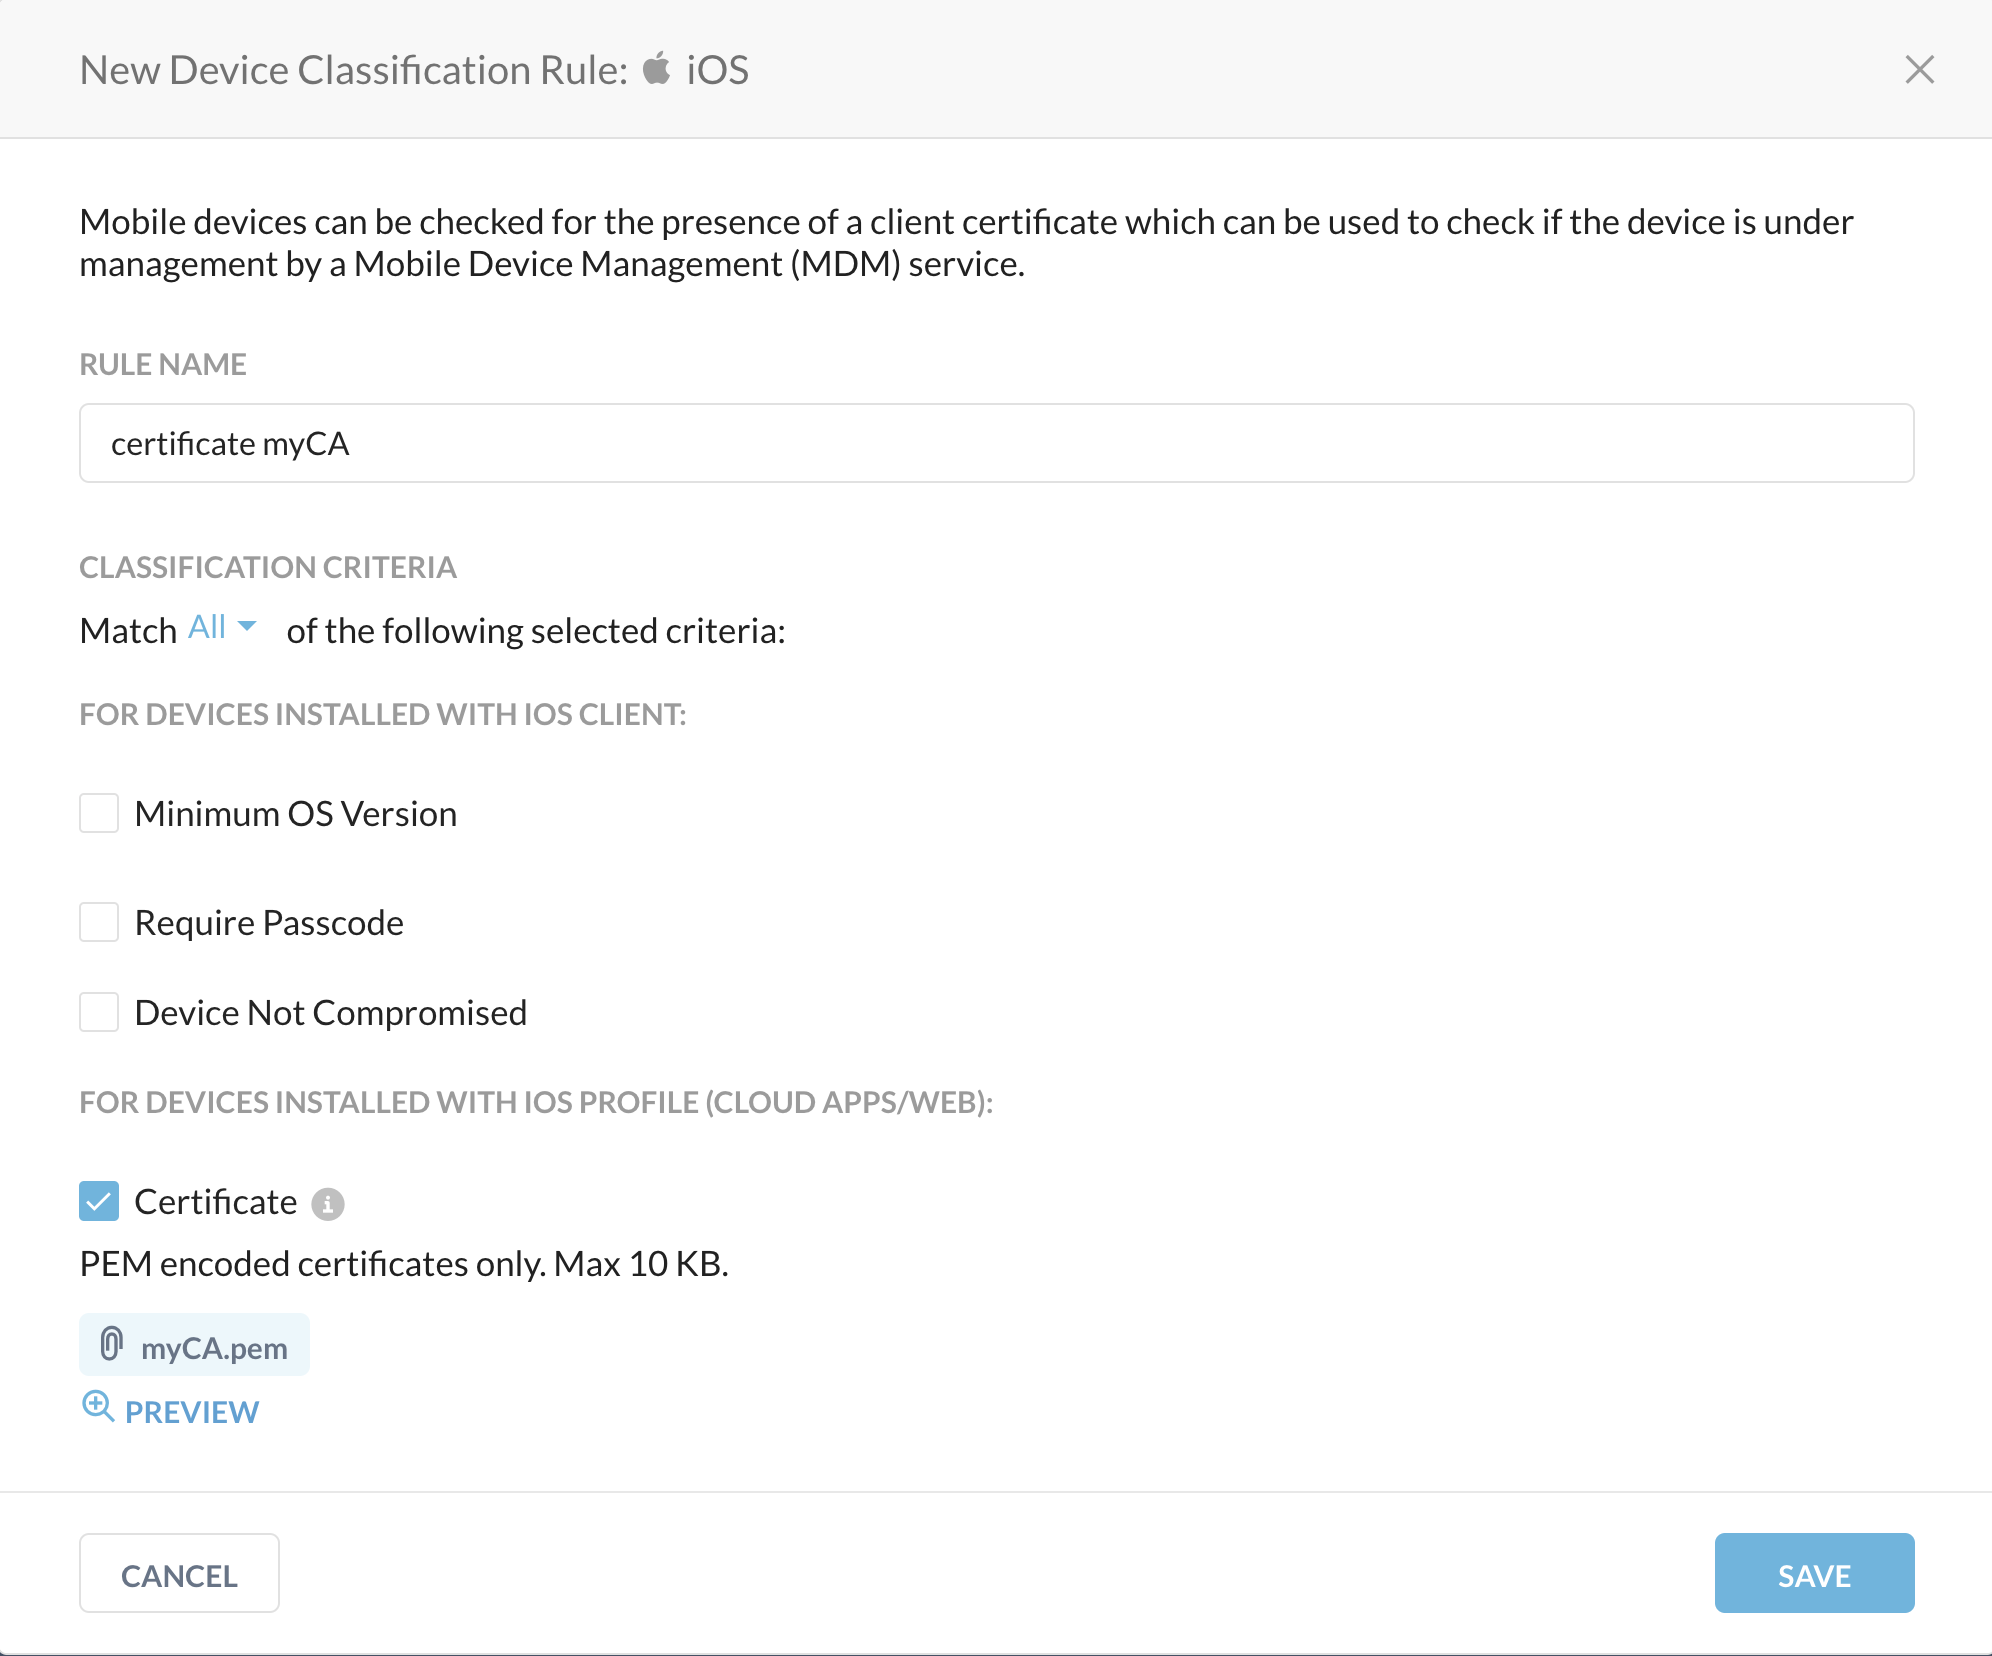 New Device Classification Rule: iOS
Mobile devices can be checked for the presence of a client certificate which can be used to check if the device is under
management by a Mobile Device Management (MDM) service.
RULE NAME
certificate myCA
CLASSIFICATION CRITERIA
Match All of the following selected criteria:
FOR DEVICES INSTALLED WITH IOS CLIENT:
Minimum OS Version
Require Passcode
Device Not Compromised
FOR DEVICES INSTALLED WITH IOS PROFILE (CLOUD APPS/WEB):
Certificate
PEM encoded certificates only. Max 10 KB.
myCA.pem
PREVIEW
CANCEL
SAVE